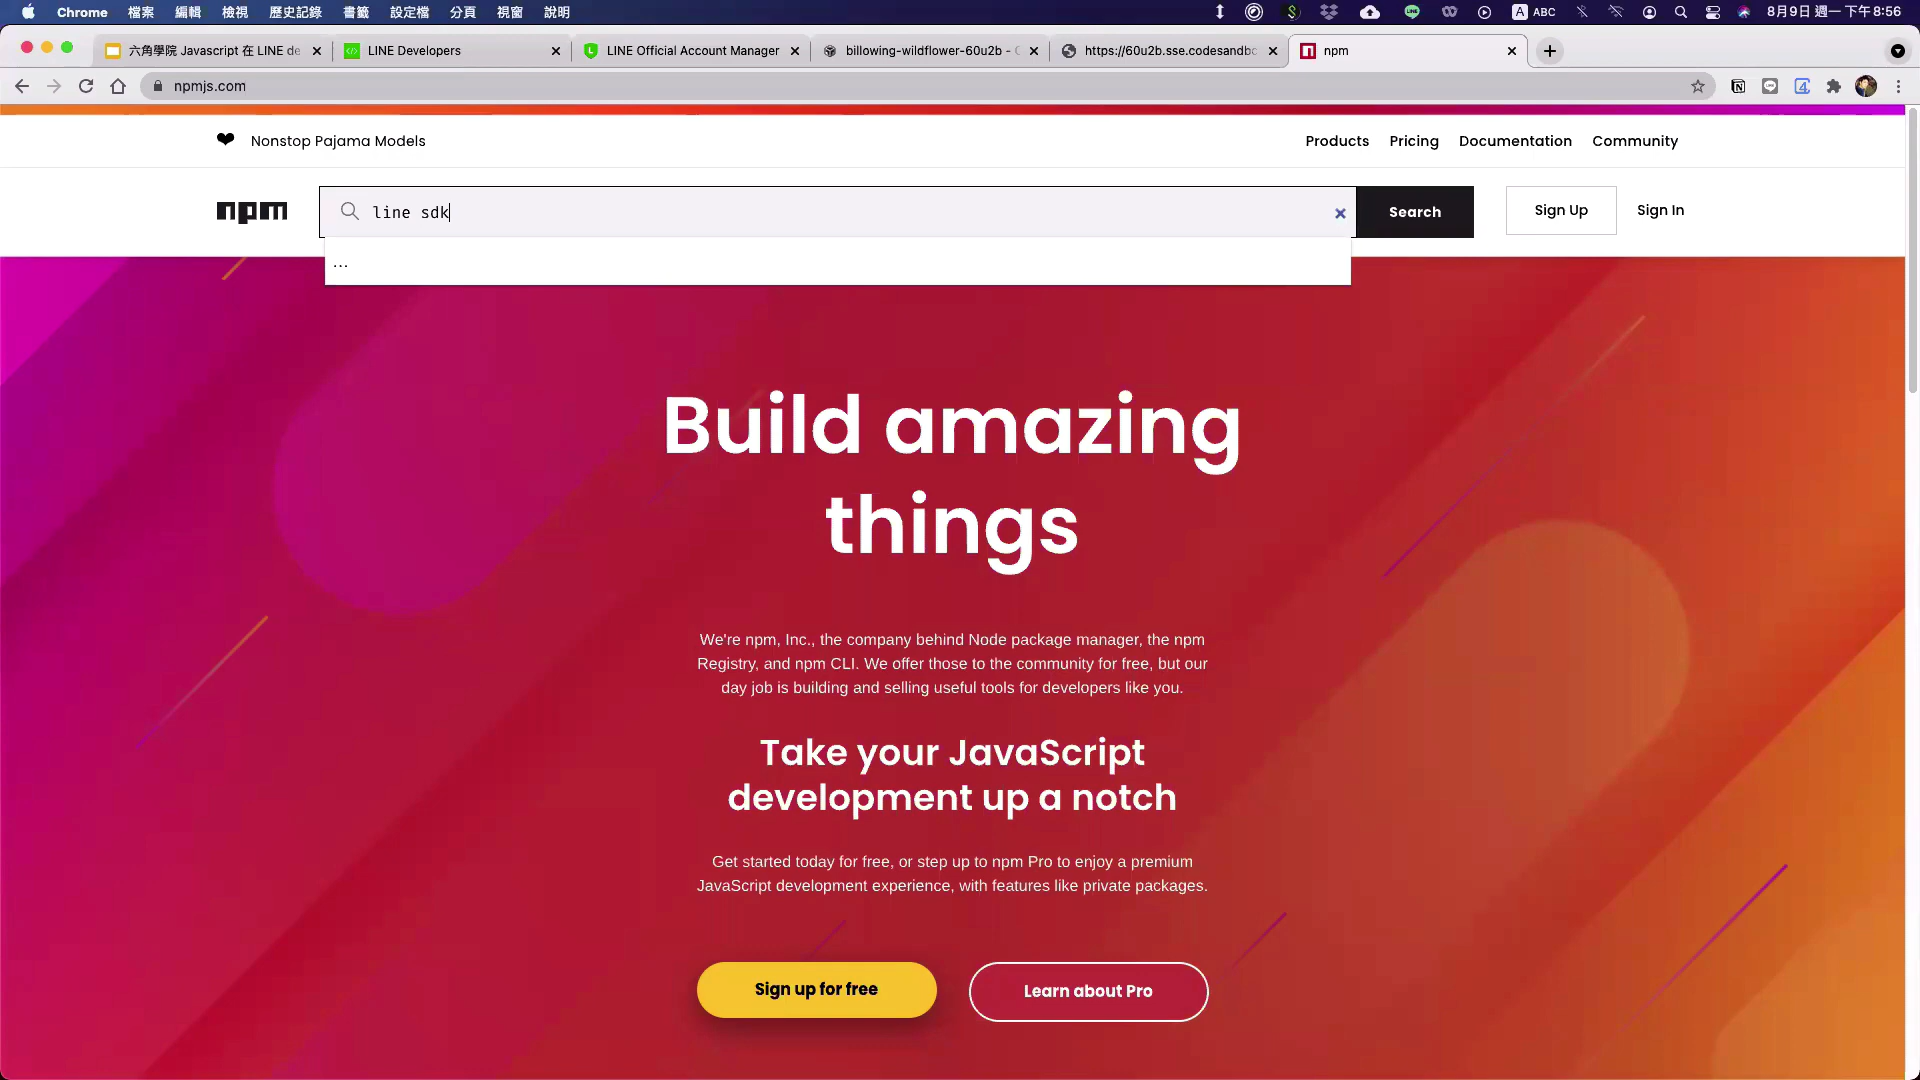 Chrome 檔案 編輯 檢視 歷史記錄 書籤 設定檔 分頁 視窗 說明 A ABC 8月9日 週一 下午8:56
六角學院 Javascript 在 LINE de
LINE Developers
LINE Official Account Manager
billowing-wildflower-60u2b -
https://60u2b.sse.codesandbo
npm
npmjs.com
Nonstop Pajama Models
Products Pricing Documentation Community
npm
line sdk
Search
Sign Up
Sign In
...
Build amazing
things
We're npm, Inc., the company behind Node package manager, the npm
Registry, and npm CLI. We offer those to the community for free, but our
day job is building and selling useful tools for developers like you.
Take your JavaScript
development up a notch
Get started today for free, or step up to npm Pro to enjoy a premium
JavaScript development experience, with features like private packages.
Sign up for free
Learn about Pro